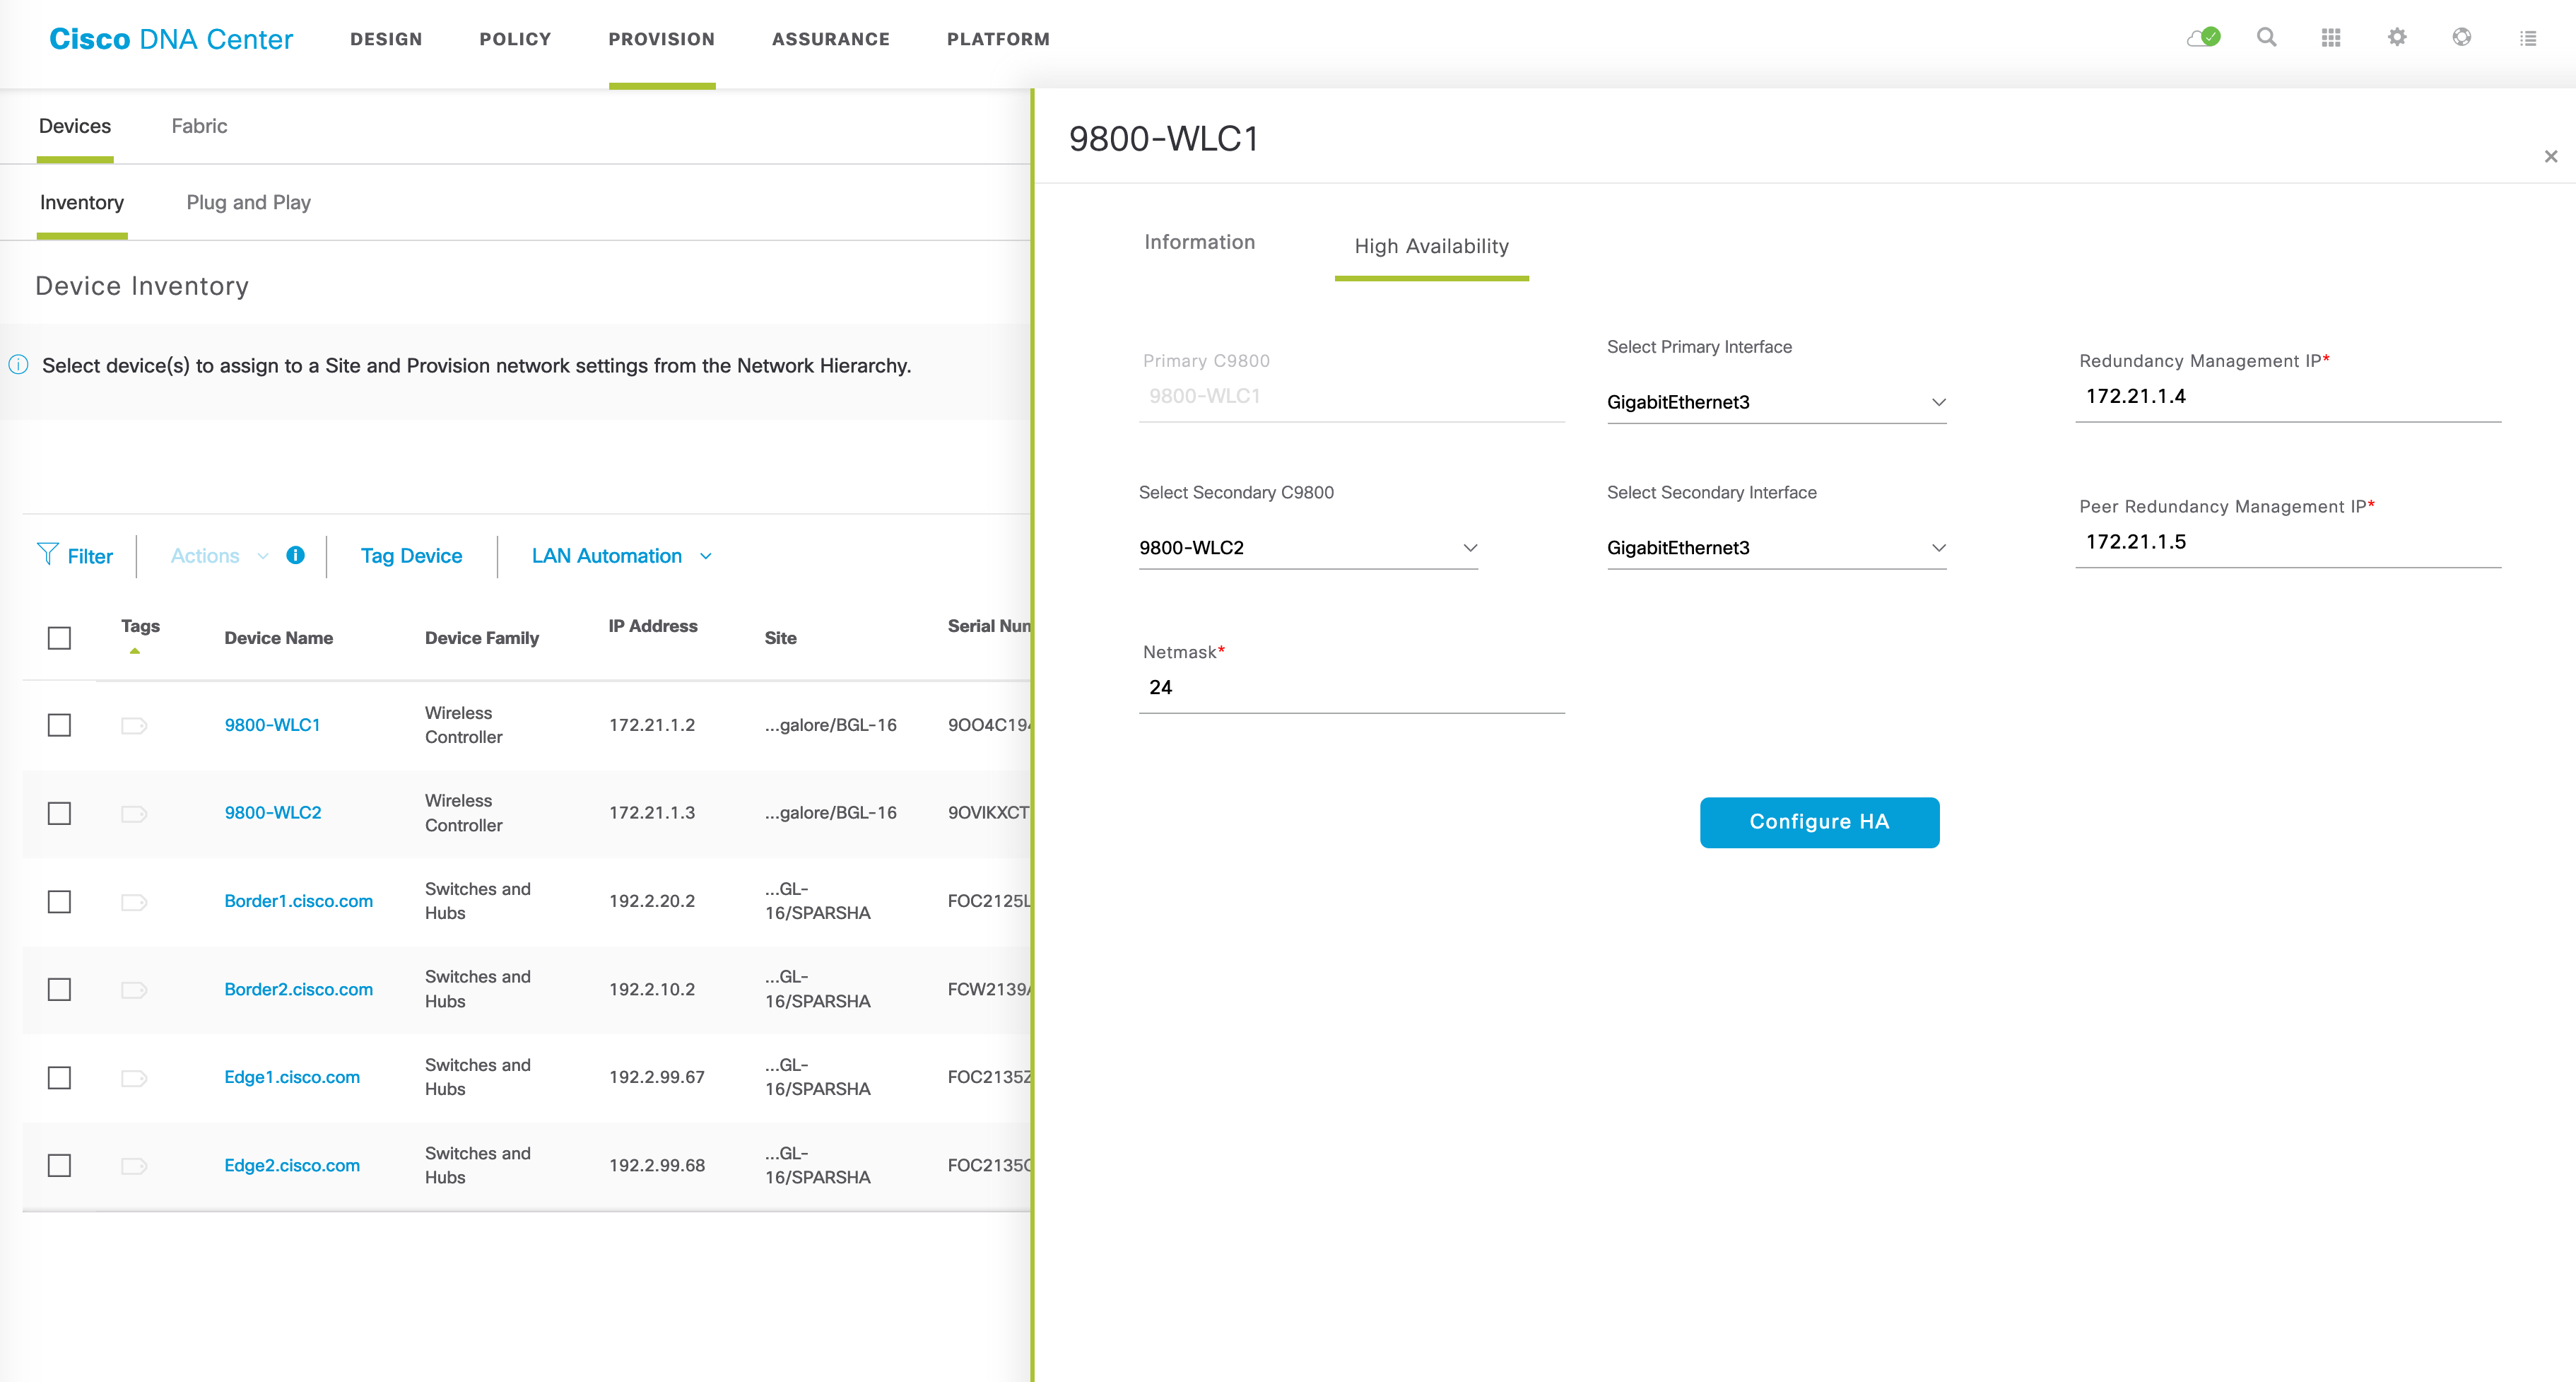 Cisco DNA Center DESIGN POLICY PROVISION ASSURANCE PLATFORM
Devices Fabric
Inventory Plug and Play
Device Inventory
Select device(s) to assign to a Site and Provision network settings from the Network Hierarchy.
Filter Actions Tag Device LAN Automation
Tags Device Name Device Family IP Address Site Serial Num
9800-WLC1 Wireless Controller 172.21.1.2 ...galore/BGL-16 9OO4C194
9800-WLC2 Wireless Controller 172.21.1.3 ...galore/BGL-16 9OVIKXCT
Border1.cisco.com Switches and Hubs 192.2.20.2 ...GL-16/SPARSHA FOC2125L
Border2.cisco.com Switches and Hubs 192.2.10.2 ...GL-16/SPARSHA FCW2139A
Edge1.cisco.com Switches and Hubs 192.2.99.67 ...GL-16/SPARSHA FOC2135Z
Edge2.cisco.com Switches and Hubs 192.2.99.68 ...GL-16/SPARSHA FOC2135
9800-WLC1
Information High Availability
Primary C9800
9800-WLC1
Select Primary Interface
GigabitEthernet3
Redundancy Management IP*
172.21.1.4
Select Secondary C9800
9800-WLC2
Select Secondary Interface
GigabitEthernet3
Peer Redundancy Management IP*
172.21.1.5
Netmask*
24
Configure HA